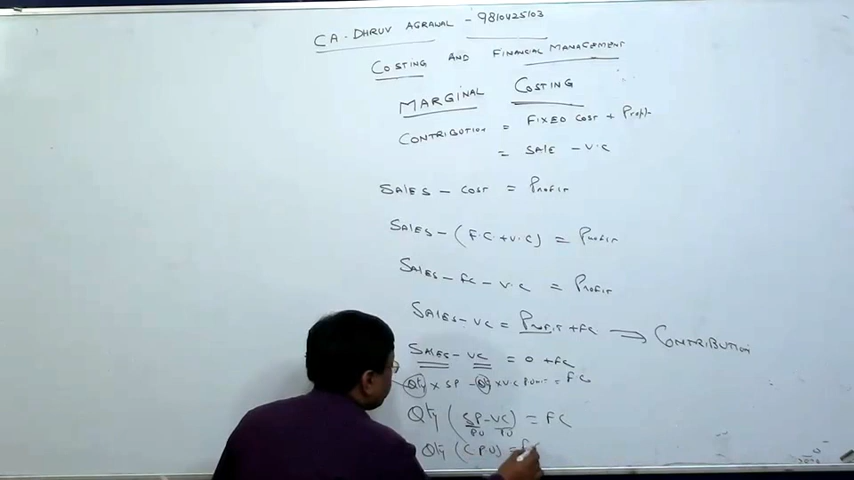 CA. DHRUV AGRAWAL - 9810425103
COSTING AND FINANCIAL MANAGEMENT
MARGINAL COSTING
CONTRIBUTION = FIXED COST + Profit
= SALE - V.C
SALES - COST = Profit
SALES - (F.C + V.C) = Profit
SALES - FC - V.C = Profit
SALES - VC = Profit + FC ⟶ CONTRIBUTION
SALES - VC = 0 + FC
Qty × SP - Qty × V.C P.UNIT = FC
Qty (SP - VC) = FC
PU PU
Qty (C P.U) = F